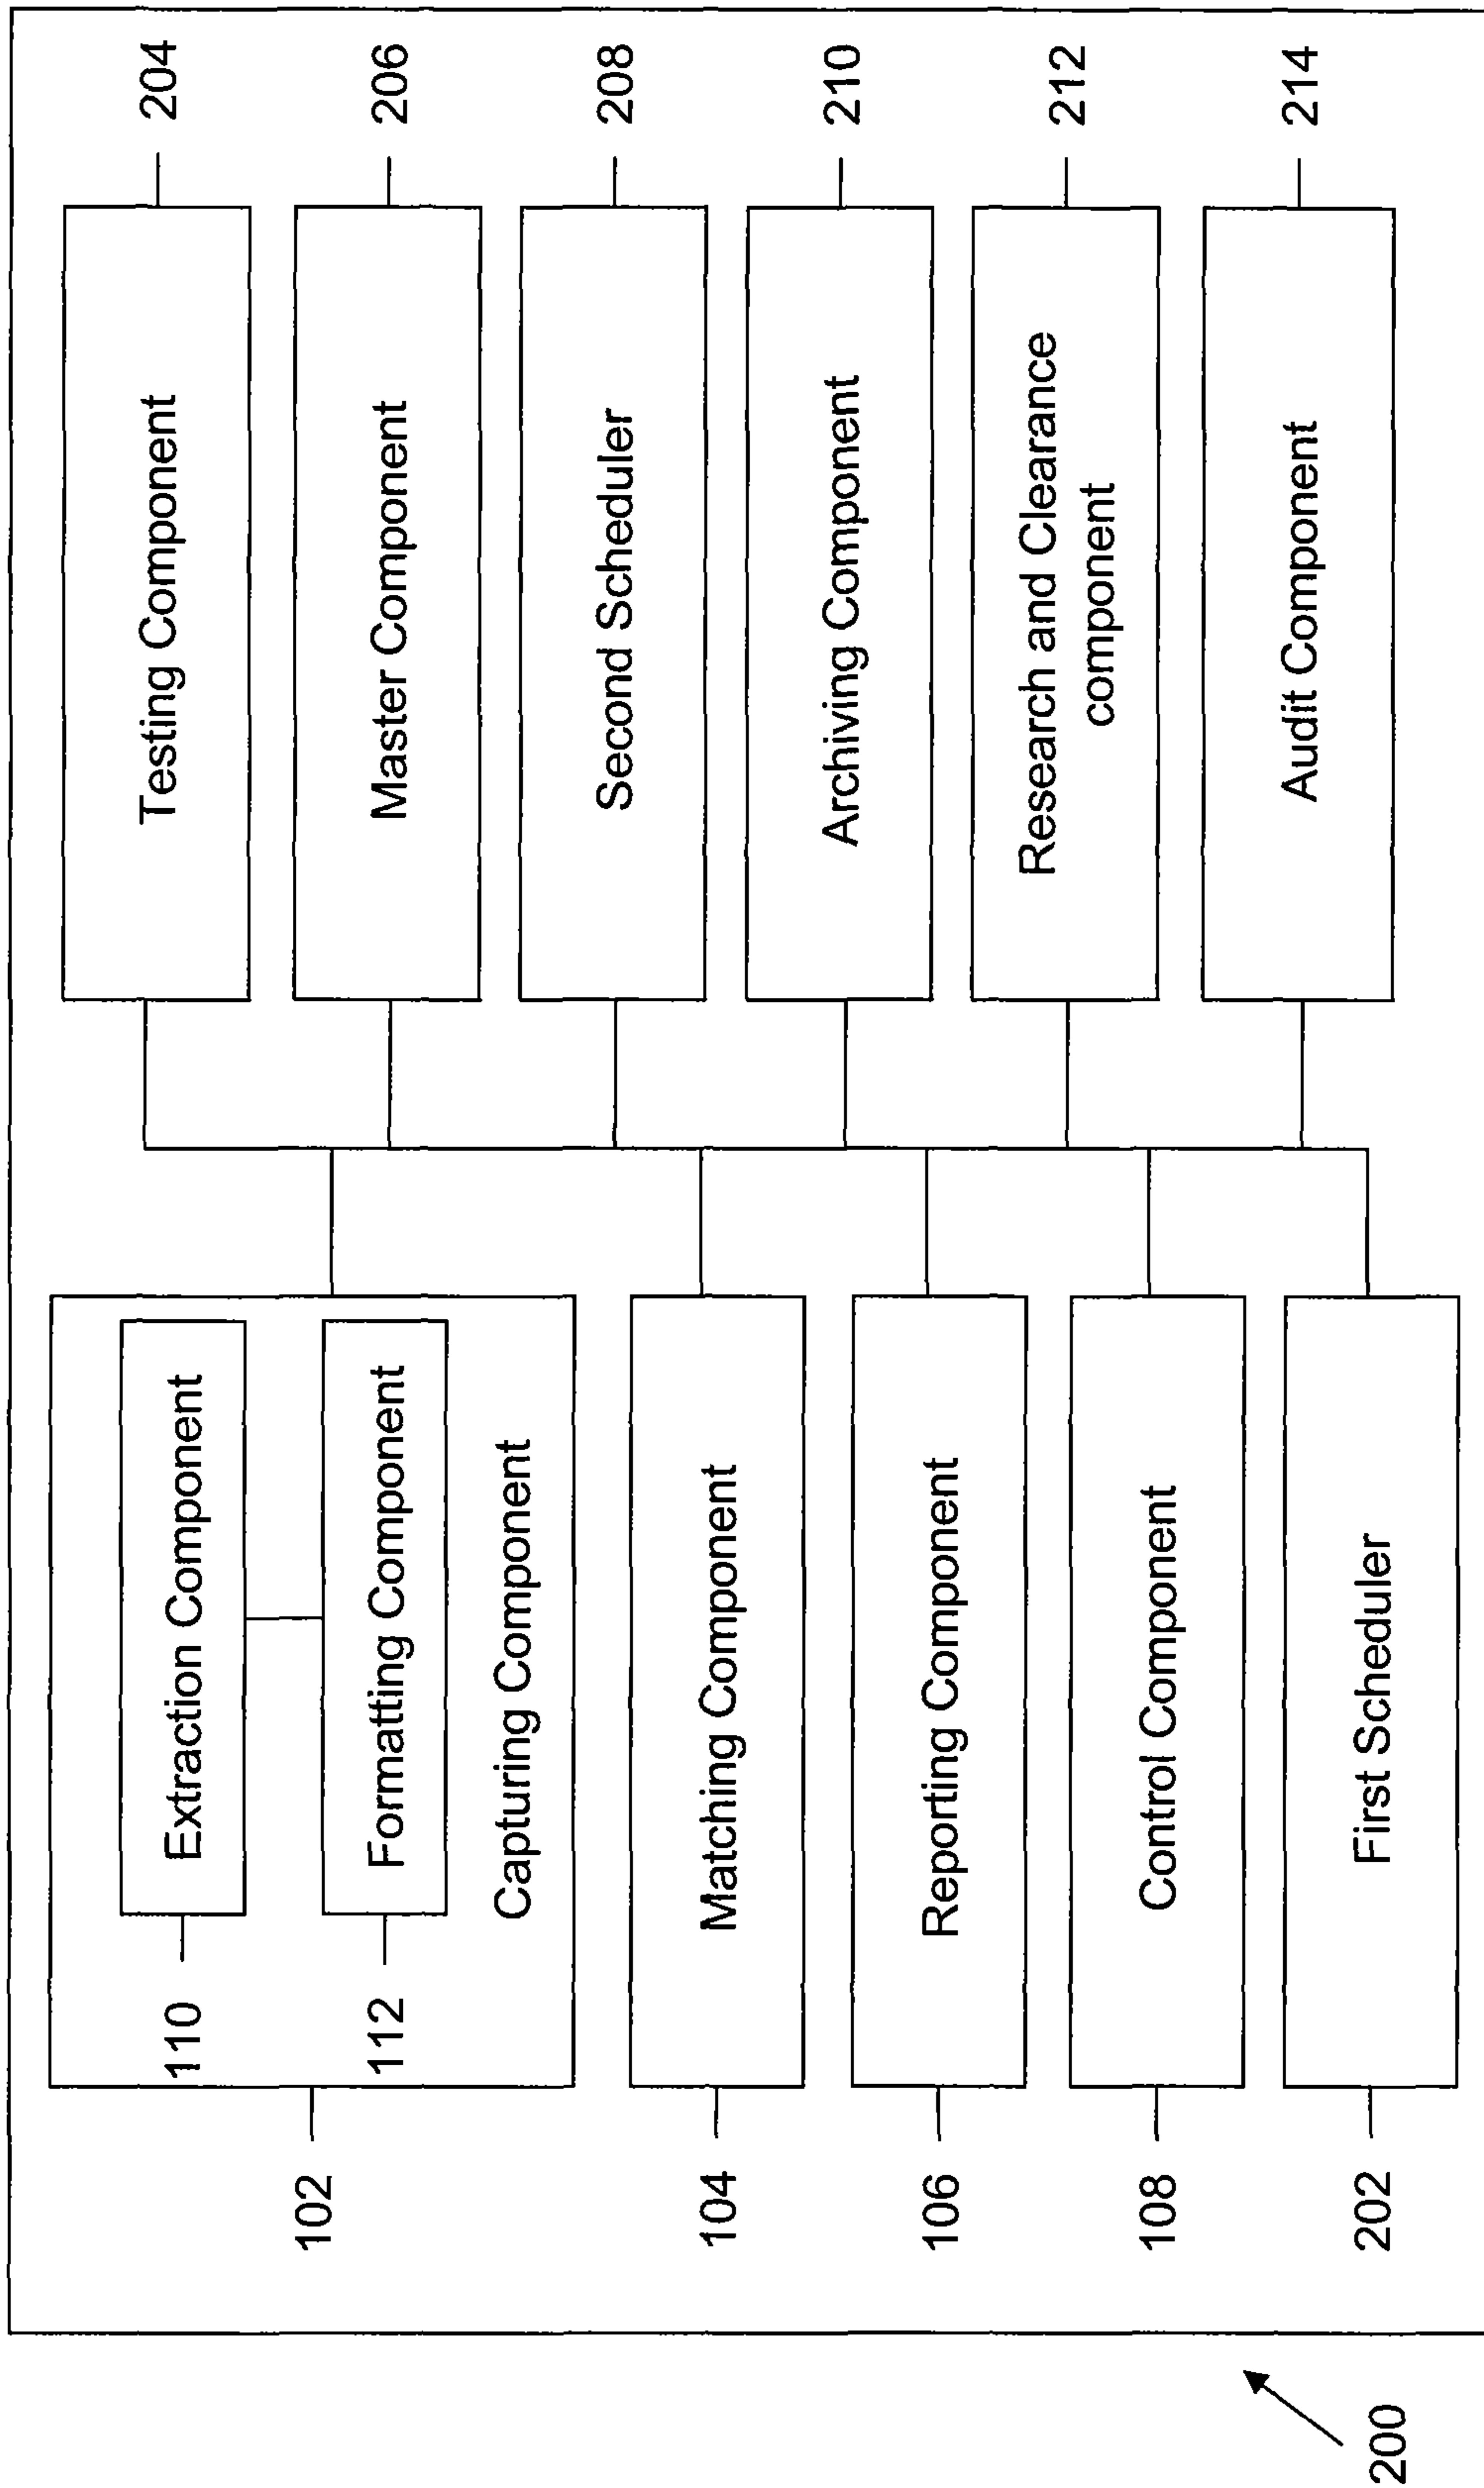 102
110
Extraction Component
112
Formatting Component
Capturing Component
104
Matching Component
106
Reporting Component
108
Control Component
202
First Scheduler
Testing Component
204
Master Component
206
Second Scheduler
208
Archiving Component
210
Research and Clearance
component
212
Audit Component
214
200